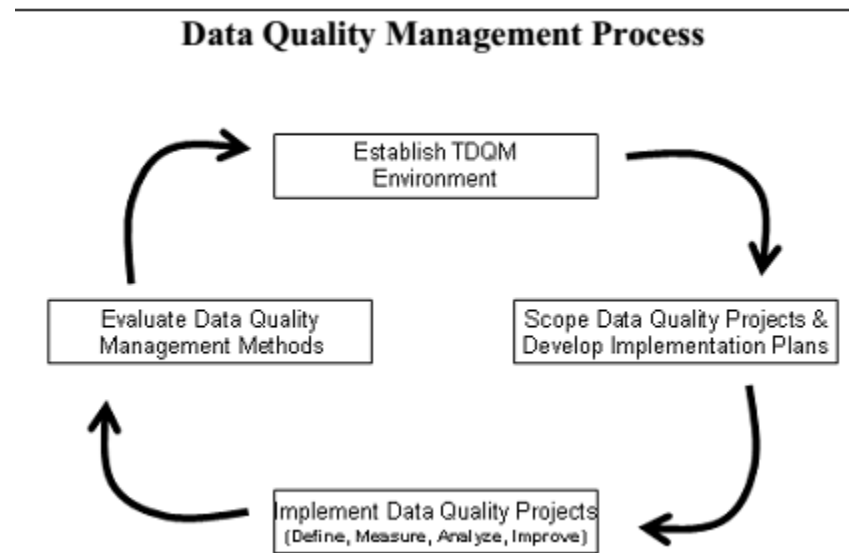 Data Quality Management Process
Establish TDQM
Environment
Scope Data Quality Projects &
Develop Implementation Plans
Implement Data Quality Projects
(Define, Measure, Analyze, Improve)
Evaluate Data Quality
Management Methods